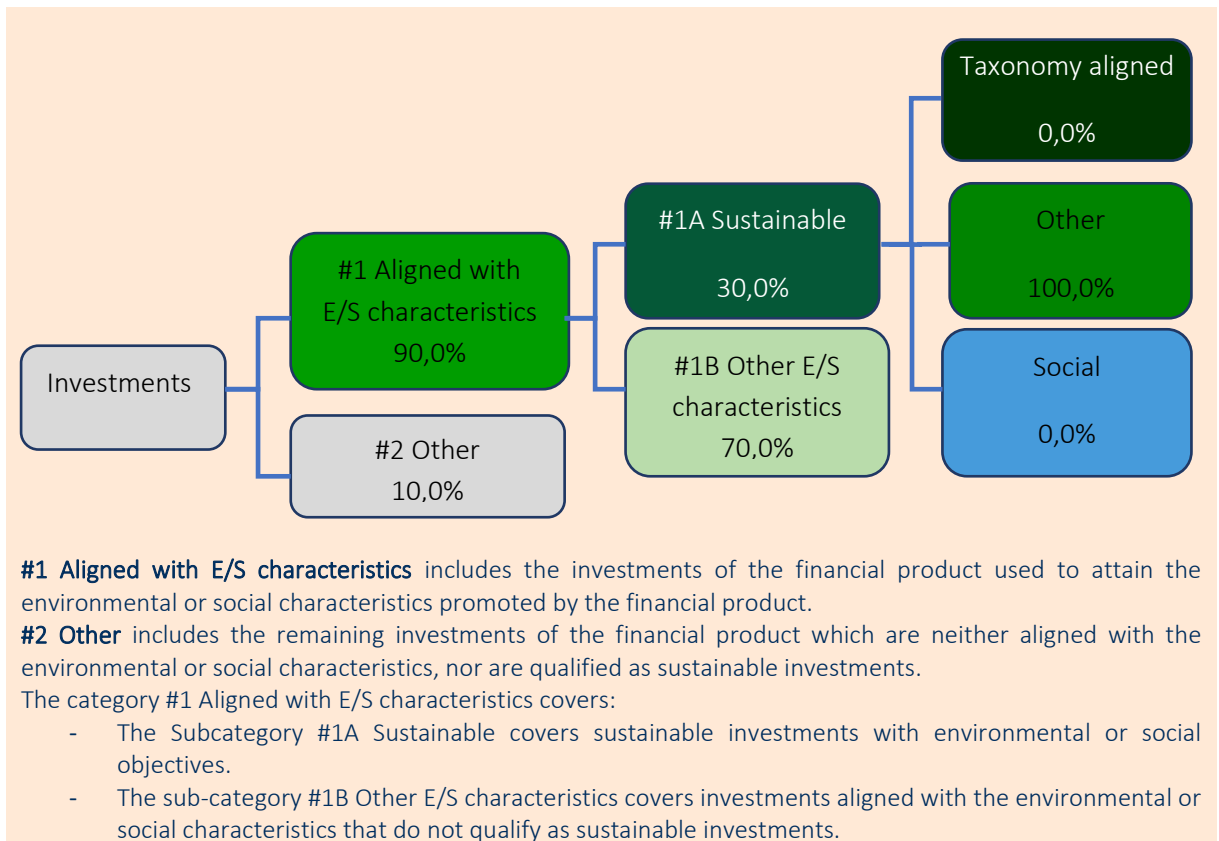 Taxonomy aligned
0,0%
#1A Sustainable
30,0%
Other
100,0%
#1 Aligned with
E/S characteristics
90,0%
Investments
#1B Other E/S
characteristics
70,0%
Social
0,0%
#2 Other
10,0%
#1 Aligned with E/S characteristics includes the investments of the financial product used to attain the
environmental or social characteristics promoted by the financial product.
#2 Other includes the remaining investments of the financial product which are neither aligned with the
environmental or social characteristics, nor are qualified as sustainable investments.
The category #1 Aligned with E/S characteristics covers:
- The Subcategory #1A Sustainable covers sustainable investments with environmental or social
objectives.
- The sub-category #1B Other E/S characteristics covers investments aligned with the environmental or
social characteristics that do not qualify as sustainable investments.